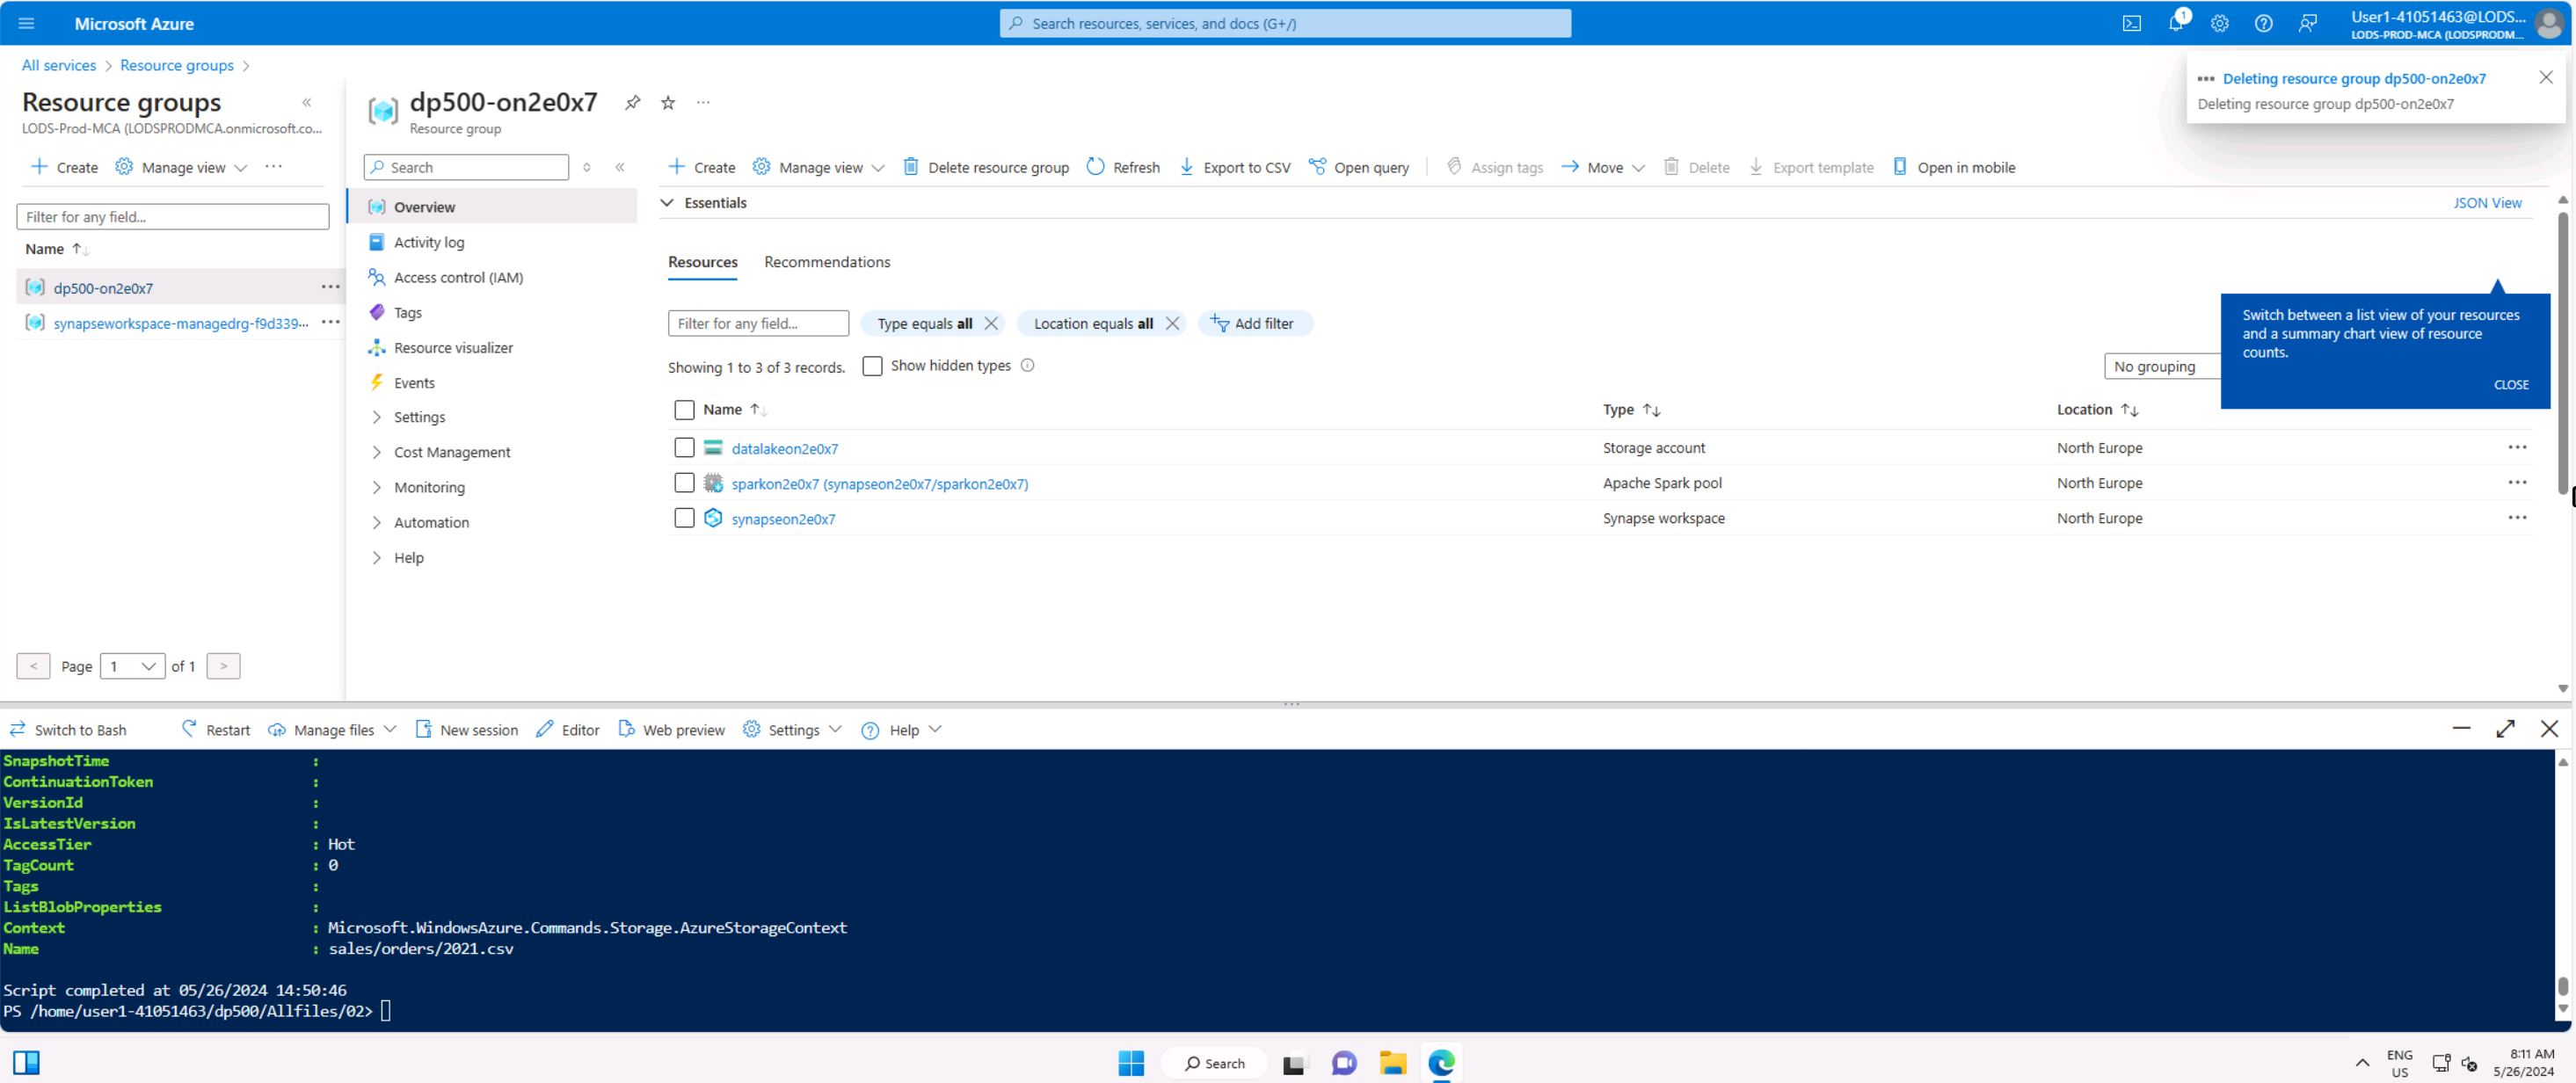 Microsoft Azure
Search resources, services, and docs (G+/)
1
User1-41051463@LODS...
LODS-PROD-MCA (LODSPRODM...
All services > Resource groups >
Deleting resource group dp500-on2e0x7
Deleting resource group dp500-on2e0x7
Resource groups
LODS-Prod-MCA (LODSPRODMCA.onmicrosoft.co...
Create
Manage view
Filter for any field...
Name
dp500-on2e0x7
synapseworkspace-managedrg-f9d339...
< Page 1 of 1 >
dp500-on2e0x7
Resource group
Search
Overview
Activity log
Access control (IAM)
Tags
Resource visualizer
Events
Settings
Cost Management
Monitoring
Automation
Help
Create
Manage view
Delete resource group
Refresh
Export to CSV
Open query
Assign tags
Move
Delete
Export template
Open in mobile
Essentials
JSON View
Resources
Recommendations
Filter for any field...
Type equals all
Location equals all
Add filter
Showing 1 to 3 of 3 records.
Show hidden types
No grouping
Switch between a list view of your resources
and a summary chart view of resource
counts.
CLOSE
Name Type Location
datalakeon2e0x7 Storage account North Europe
sparkon2e0x7 (synapseon2e0x7/sparkon2e0x7) Apache Spark pool North Europe
synapseon2e0x7 Synapse workspace North Europe
Switch to Bash
Restart
Manage files
New session
Editor
Web preview
Settings
Help
SnapshotTime :
ContinuationToken :
VersionId :
IsLatestVersion :
AccessTier : Hot
TagCount : 0
Tags :
ListBlobProperties :
Context : Microsoft.WindowsAzure.Commands.Storage.AzureStorageContext
Name : sales/orders/2021.csv
Script completed at 05/26/2024 14:50:46
PS /home/user1-41051463/dp500/Allfiles/02>
Search
ENG
US
8:11 AM
5/26/2024